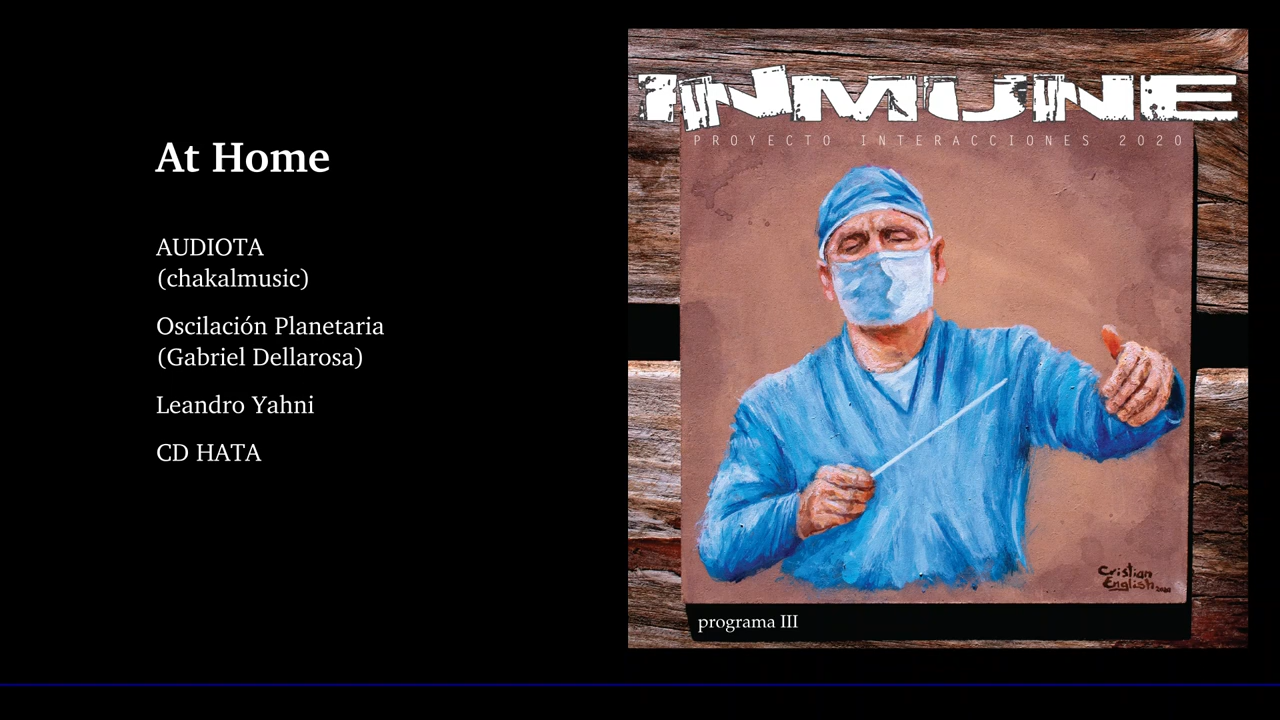 At Home
AUDIOTA
(chakalmusic)
Oscilación Planetaria
(Gabriel Dellarosa)
Leandro Yahni
CD HATA
INMUNE
PROYECTO INTERACCIONES 2020
Cristian
English 2020
programa III